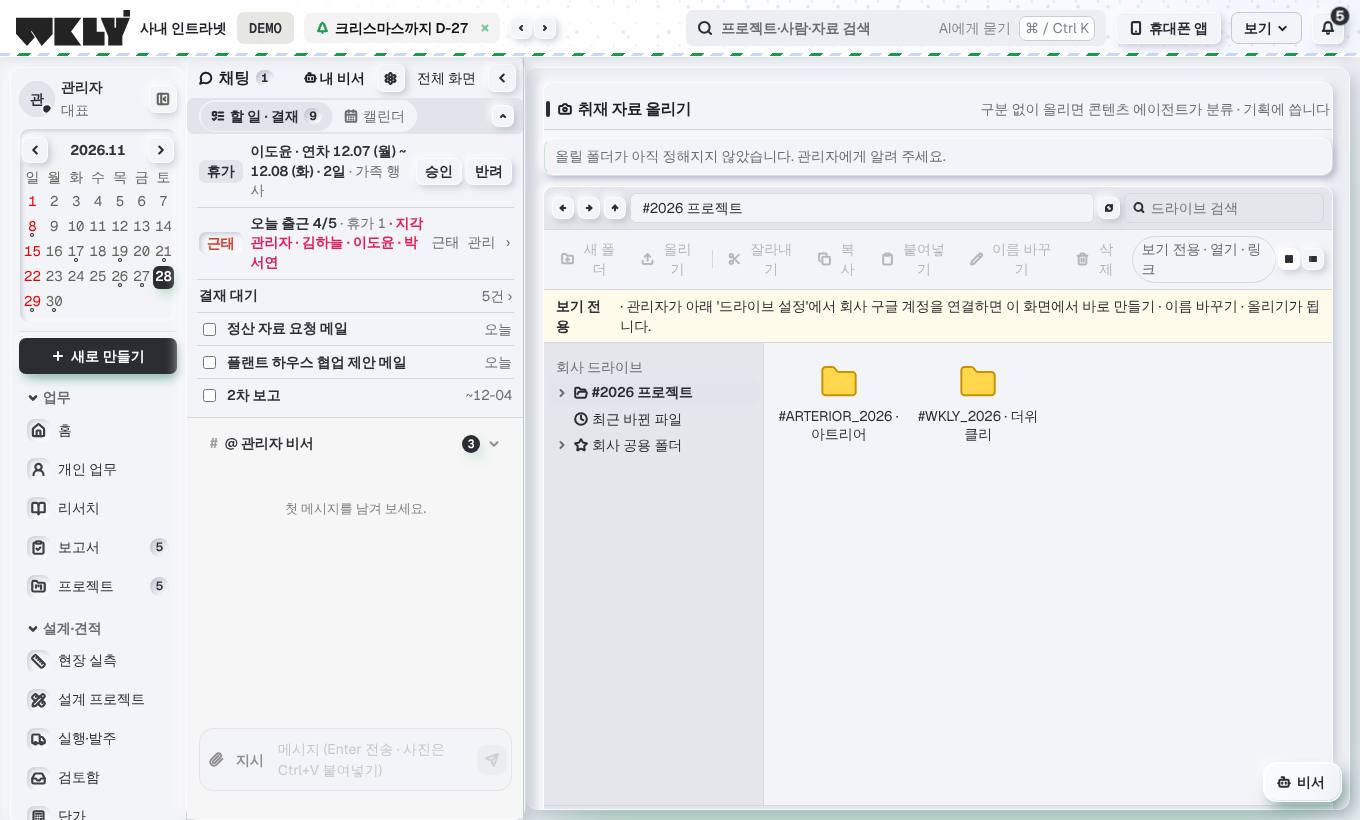 WKLY 사내 인트라넷 DEMO 크리스마스까지 D-27 × ‹ › 프로젝트·사람·자료 검색 AI에게 묻기 ⌘ / Ctrl K 휴대폰 앱 보기 5
관 관리자
대표
2026.11
일 월 화 수 목 금 토
1 2 3 4 5 6 7
8 9 10 11 12 13 14
15 16 17 18 19 20 21
22 23 24 25 26 27 28
29 30
+ 새로 만들기
업무
홈
개인 업무
리서치
보고서 5
프로젝트 5
설계·견적
현장 실측
설계 프로젝트
실행·발주
검토함
단가
채팅 1 내 비서 전체 화면
할 일 · 결재 9 캘린더
휴가 이도윤 · 연차 12.07 (월) ~
12.08 (화) · 2일 · 가족 행
사
승인 반려
근태 오늘 출근 4/5 · 휴가 1 · 지각
관리자 · 김하늘 · 이도윤 · 박
서연
근태 관리 ›
결재 대기 5건 ›
정산 자료 요청 메일 오늘
플랜트 하우스 협업 제안 메일 오늘
2차 보고 ~12-04
# @ 관리자 비서 3
첫 메시지를 남겨 보세요.
지시 메시지 (Enter 전송 · 사진은
Ctrl+V 붙여넣기)
취재 자료 올리기 구분 없이 올리면 콘텐츠 에이전트가 분류 · 기획에 씁니다
올릴 폴더가 아직 정해지지 않았습니다. 관리자에게 알려 주세요.
#2026 프로젝트 드라이브 검색
새 폴
더
올리
기
잘라내
기
복
사
붙여넣
기
이름 바꾸
기
삭
제
보기 전용 · 열기 · 링
크
보기 전
용
· 관리자가 아래 '드라이브 설정'에서 회사 구글 계정을 연결하면 이 화면에서 바로 만들기 · 이름 바꾸기 · 올리기가 됩
니다.
회사 드라이브
#2026 프로젝트
최근 바뀐 파일
회사 공용 폴더
#ARTERIOR_2026 ·
아트리어
#WKLY_2026 · 더위
클리
비서